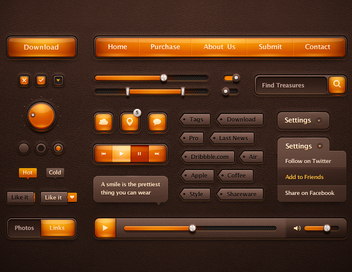 Download
Home Purchase About Us Submit Contact
Find Treasures
3
Tags Download
Settings
Pro Last News
Settings
Dribbble.com Air
Follow on Twitter
Hot Cold
Apple Coffee
Add to Friends
A smile is the prettiest
thing you can wear
Like it Like it
Style Shareware
Share on Facebook
Photos Links